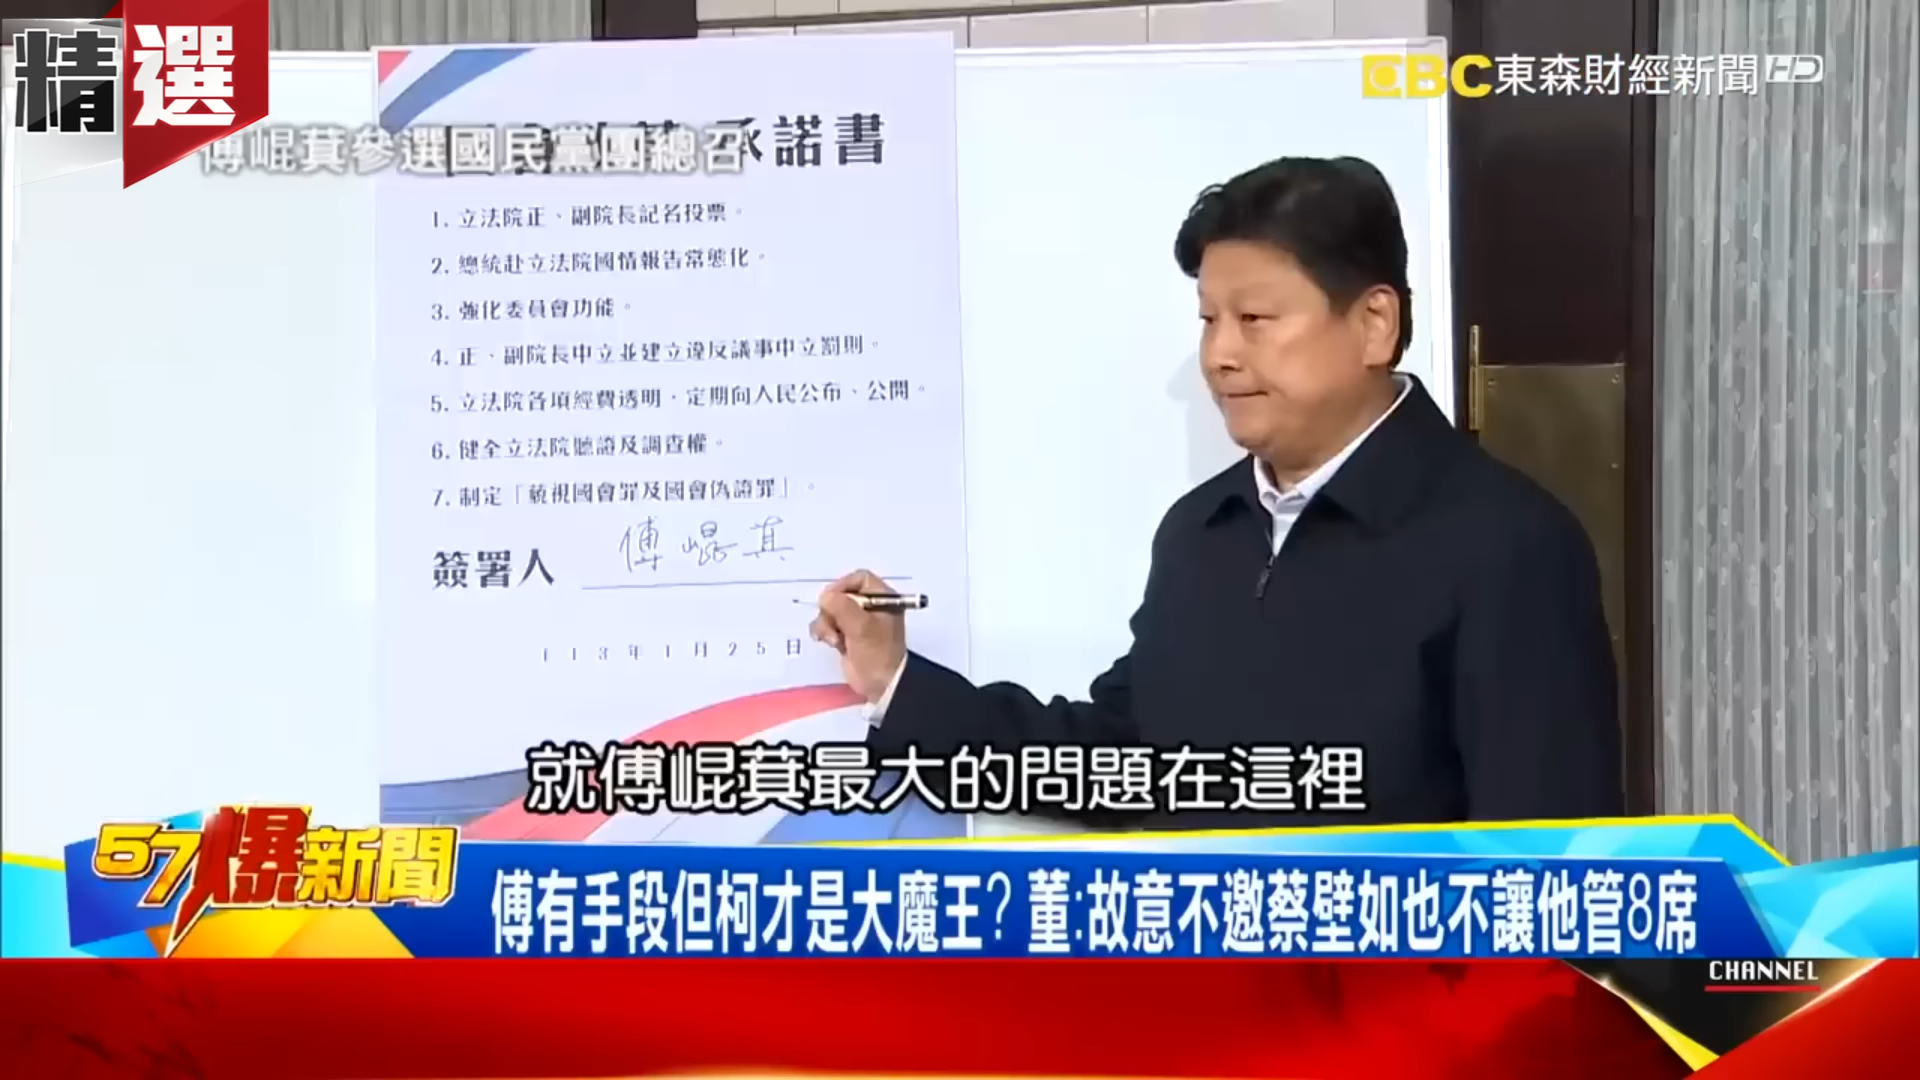 精選
EBC東森財經新聞HD
傅崐萁參選國民黨團總召
承諾書
1. 立法院正、副院長記名投票。
2. 總統赴立法院國情報告常態化。
3. 強化委員會功能。
4. 正、副院長中立並建立違反議事中立罰則。
5. 立法院各項經費透明，定期向人民公布、公開。
6. 健全立法院聽證及調查權。
7. 制定「藐視國會罪及國會偽證罪」。
簽署人 傅崐萁
113年1月25日
就傅崐萁最大的問題在這裡
57爆新聞
傅有手段但柯才是大魔王？董:故意不邀蔡壁如也不讓他管8席
CHANNEL